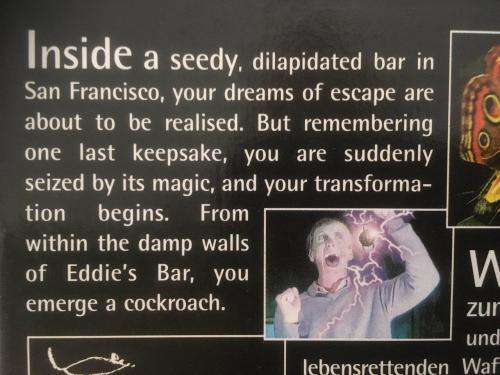 Inside a seedy, dilapidated bar in
San Francisco, your dreams of escape are
about to be realised. But remembering
one last keepsake, you are suddenly
seized by its magic, and your transforma-
tion begins. From
within the damp walls
of Eddie's Bar, you
emerge a cockroach.
W
zur
und
lebensrettenden Waf